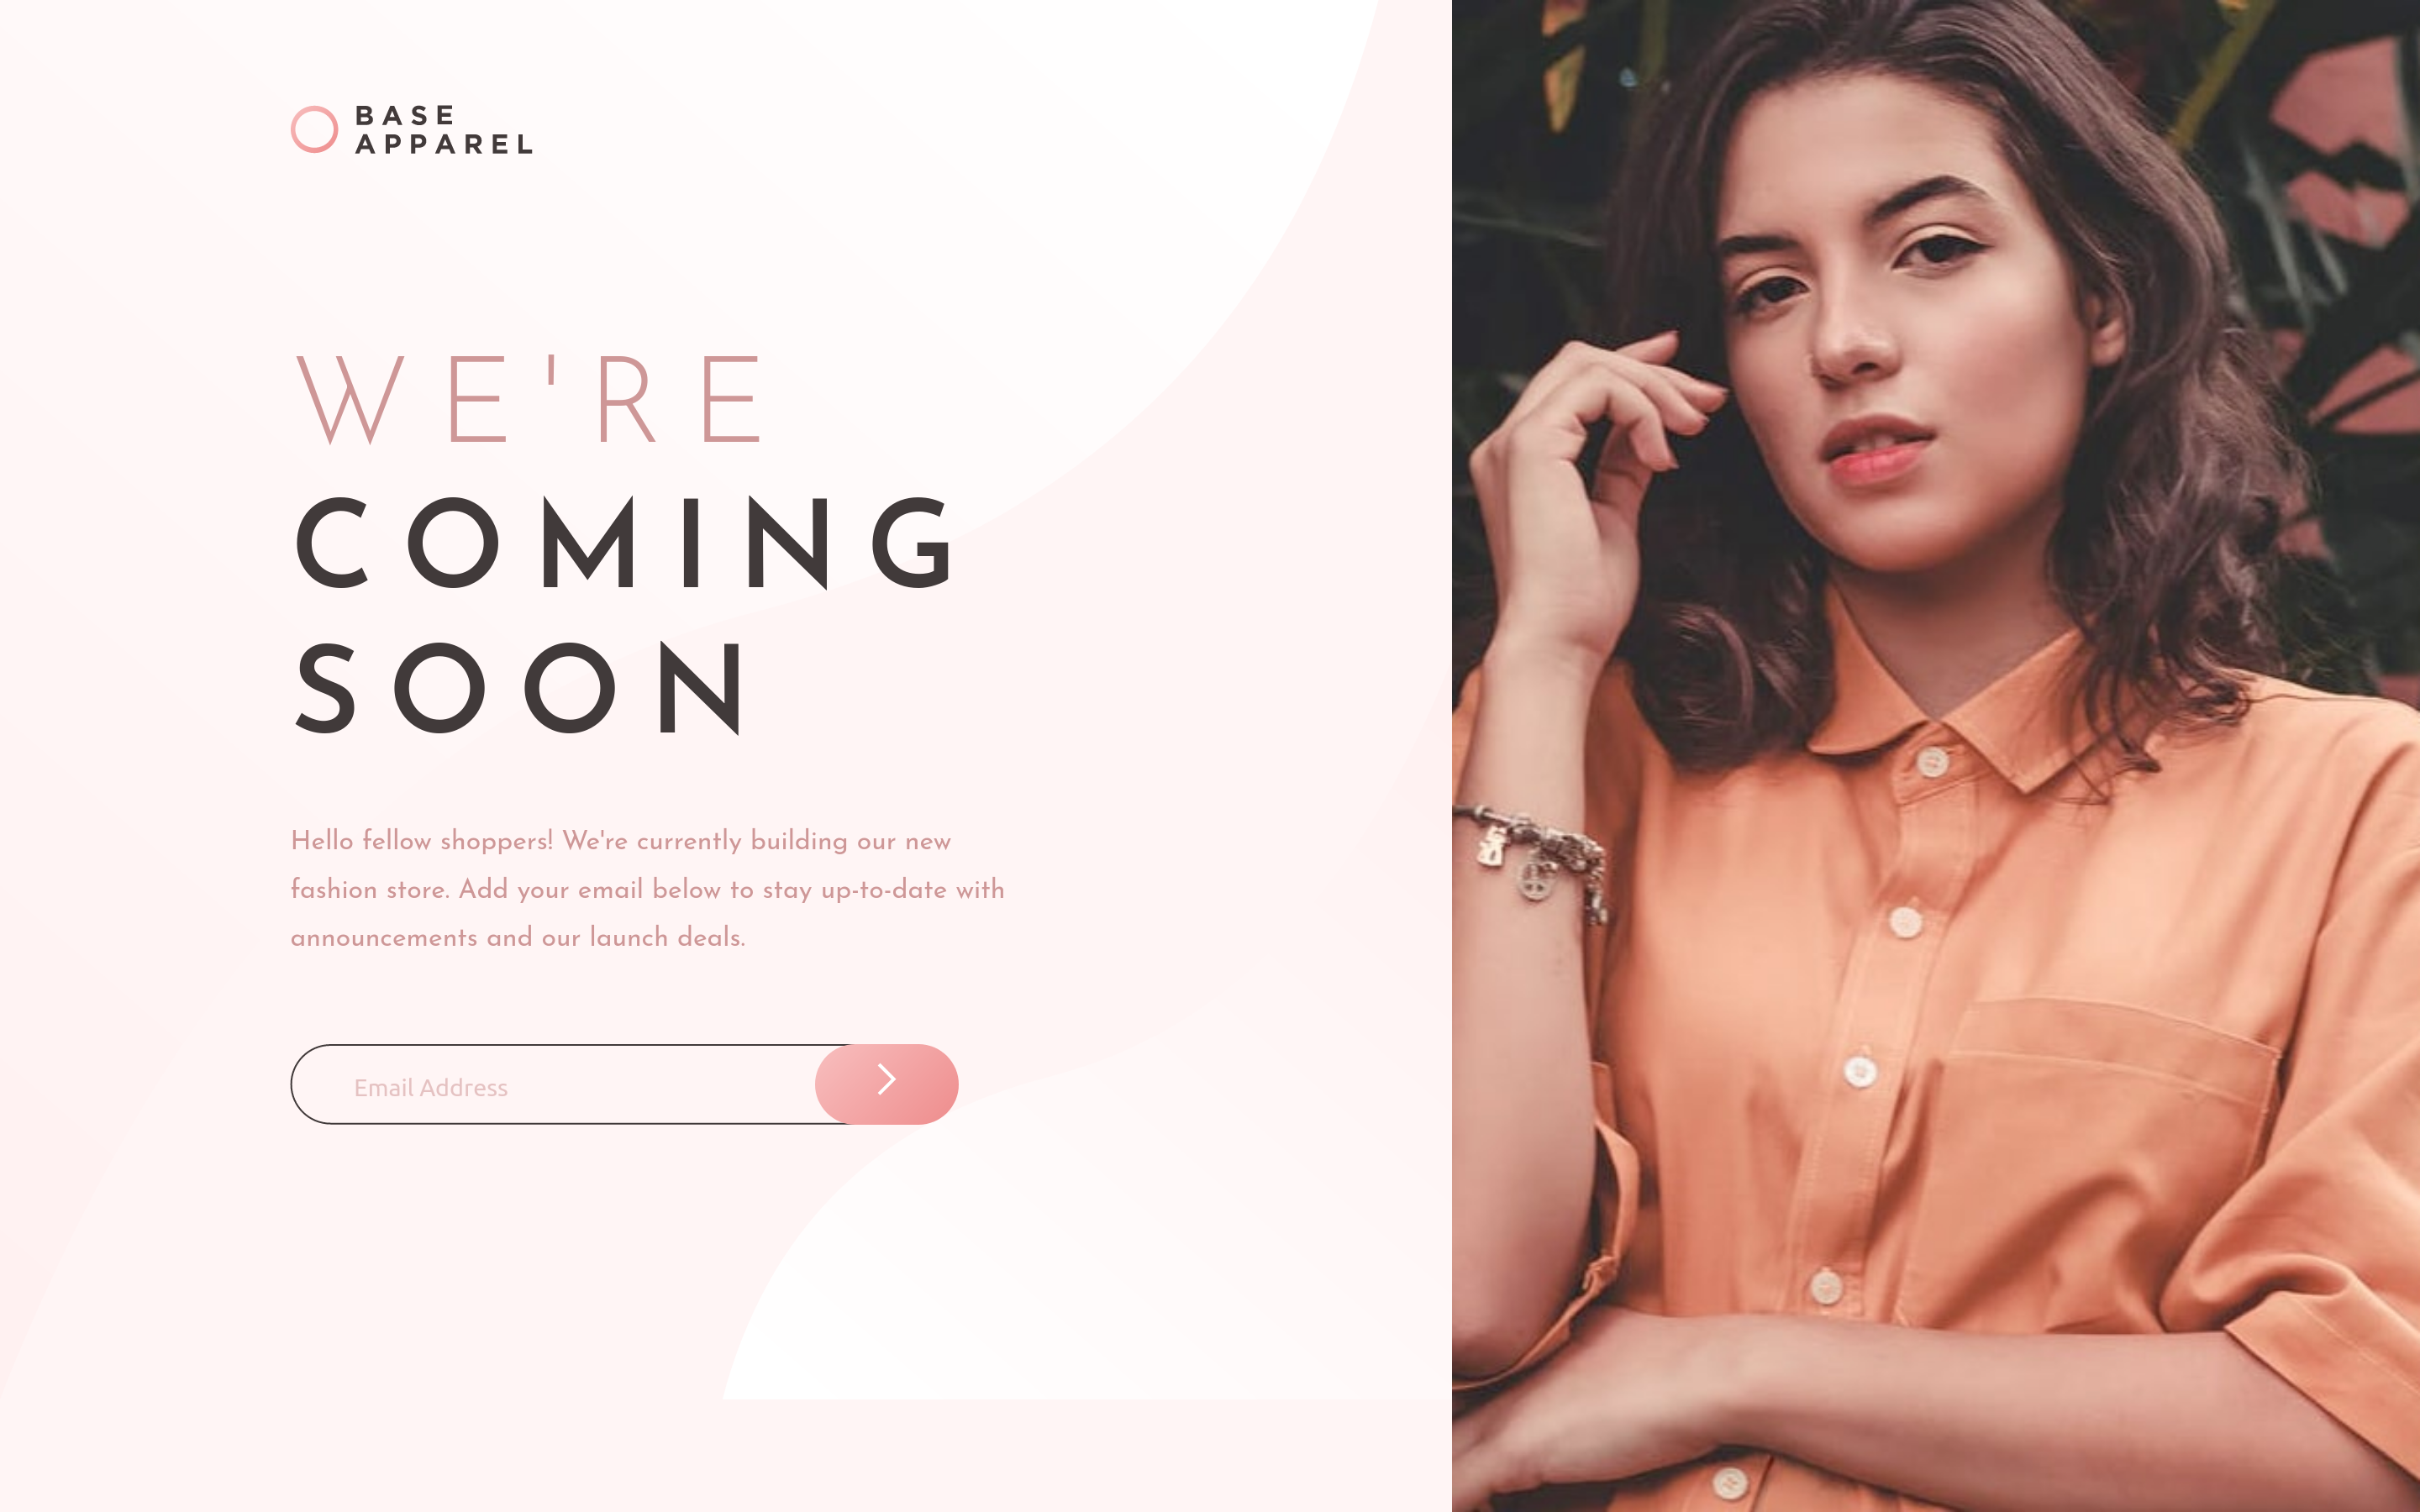 BASE
APPAREL
WE'RE
COMING
SOON
Hello fellow shoppers! We're currently building our new
fashion store. Add your email below to stay up-to-date with
announcements and our launch deals.
Email Address